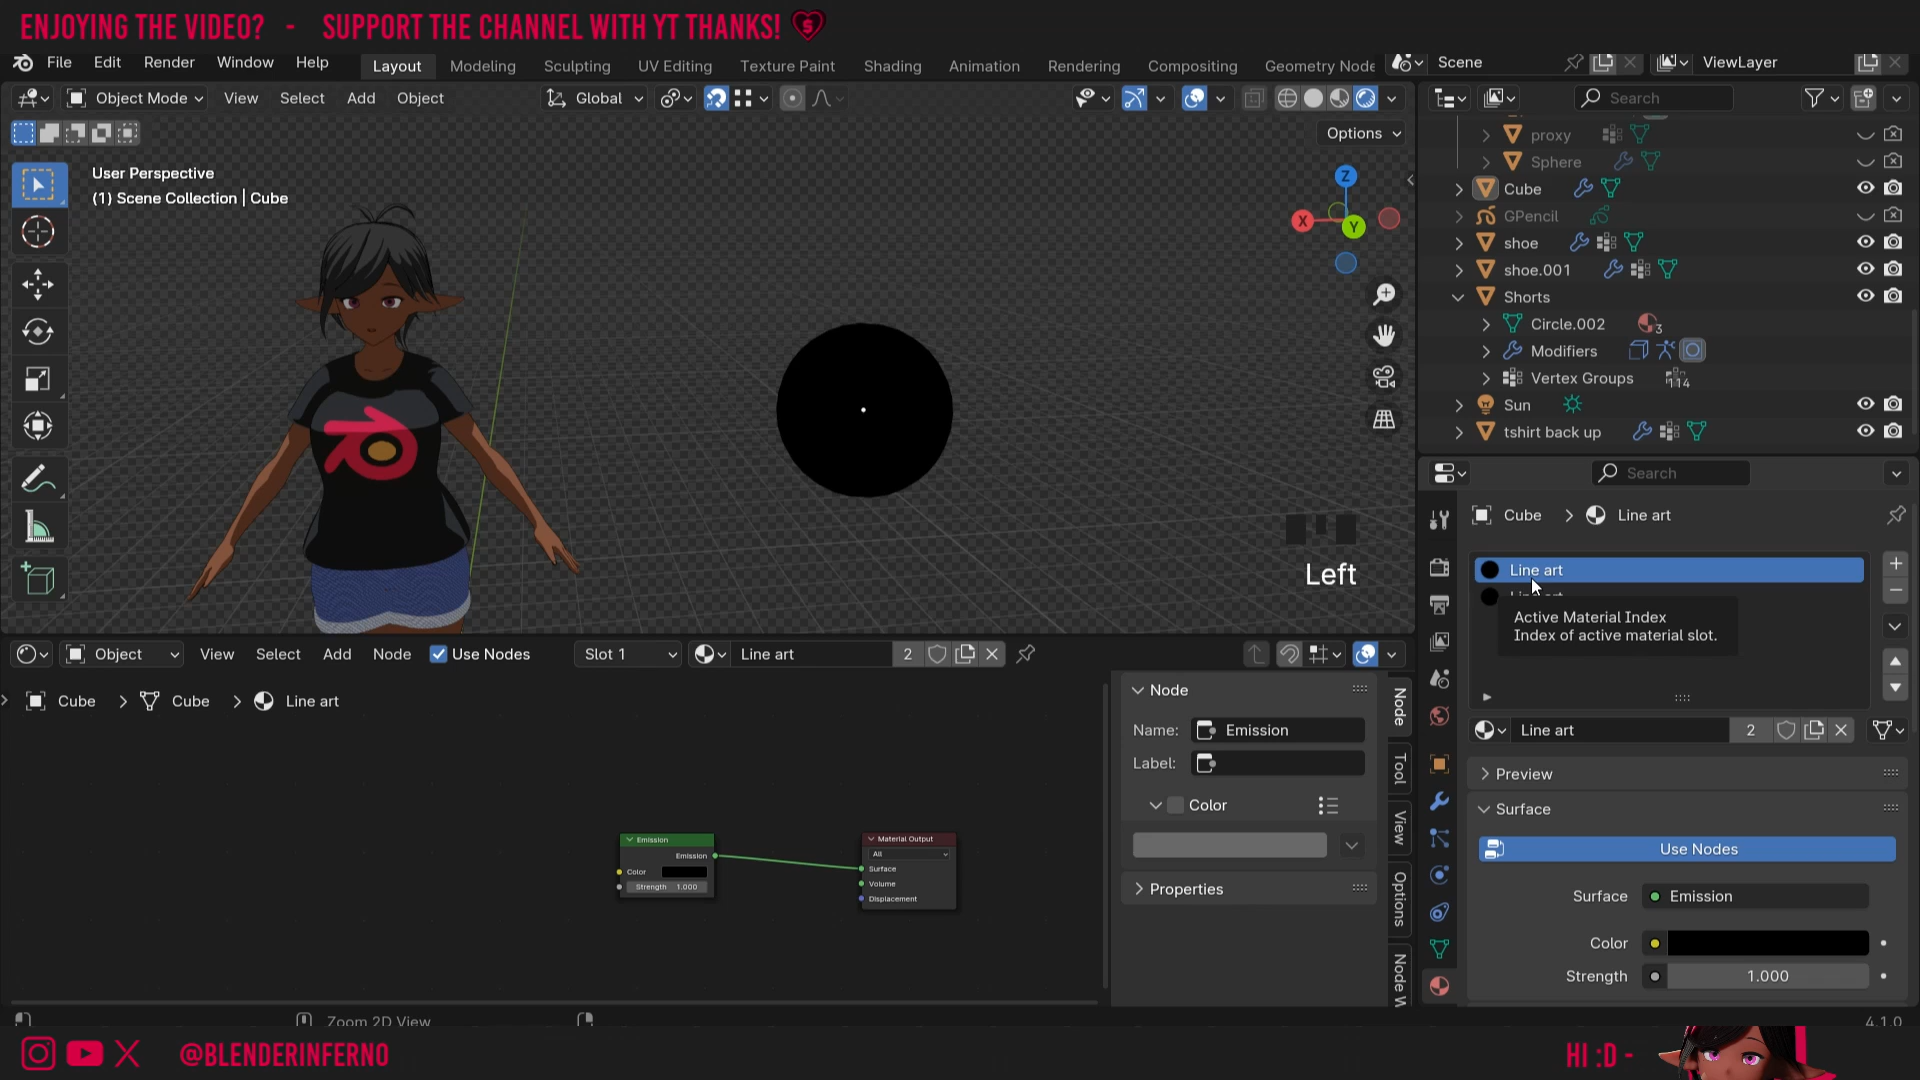 ENJOYING THE VIDEO? - SUPPORT THE CHANNEL WITH YT THANKS!
File Edit Render Window Help Layout Modeling Sculpting UV Editing Texture Paint Shading Animation Rendering Compositing Geometry Node Scene ViewLayer
Object Mode View Select Add Object Global Search
Options
User Perspective
(1) Scene Collection | Cube
Z
X
Y
proxy
Sphere
Cube
GPencil
shoe
shoe.001
Shorts
Circle.002 3
Modifiers
Vertex Groups 114
Sun
tshirt back up
Search
Cube > Line art
Left
Line art
Line art
Active Material Index
Index of active material slot.
Object View Select Add Node Use Nodes Slot 1 Line art 2
Cube > Cube > Line art
Node
Name: Emission
Label:
Color
Properties
Node
Tool
View
Options
Node W
Emission
Emission
Color
Strength 1.000
Material Output
All
Surface
Volume
Displacement
Line art 2
Preview
Surface
Use Nodes
Surface Emission
Color
Strength 1.000
Zoom 2D View
4.1.0
@BLENDERINFERNO
HI :D -